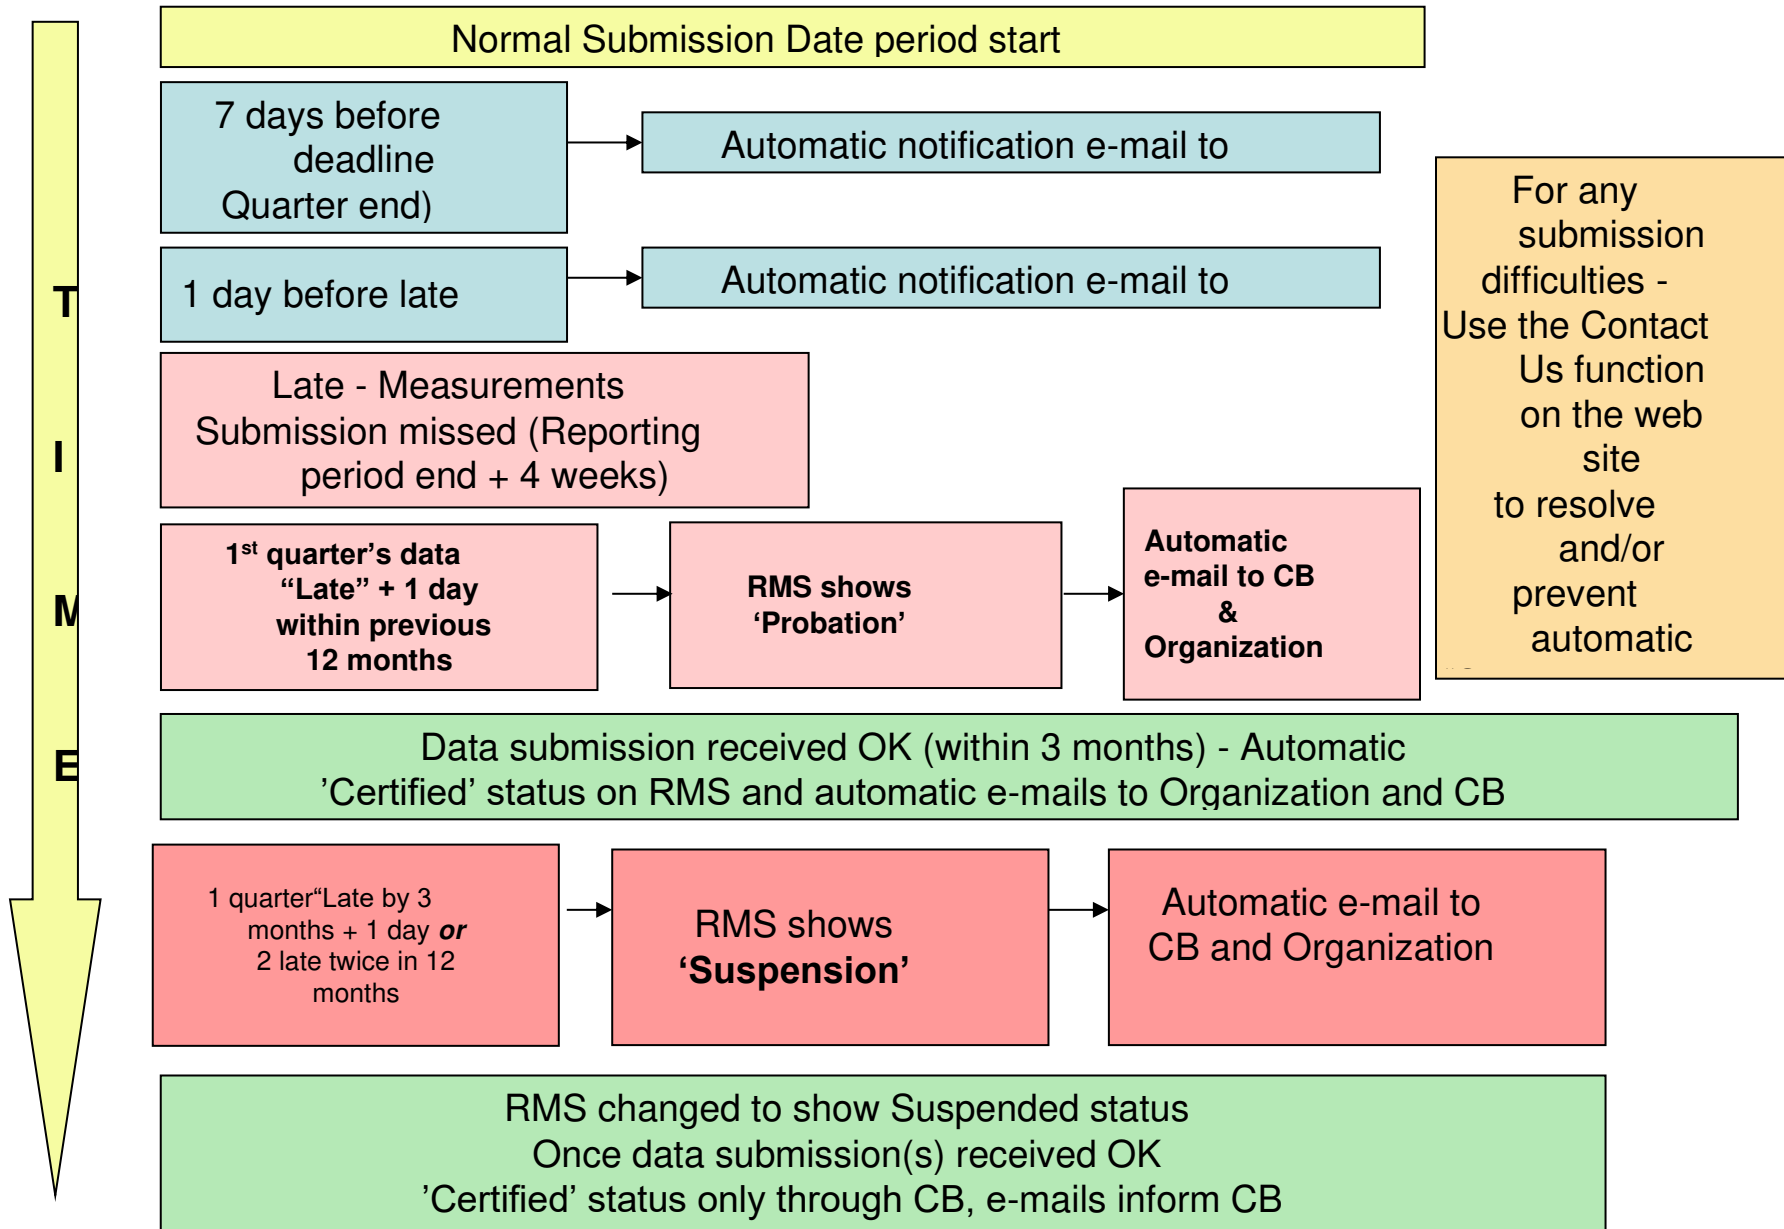 Normal Submission Date period start
7 days before
deadline
Quarter end)
Automatic notification e-mail to
1 day before late
Automatic notification e-mail to
Late - Measurements
Submission missed (Reporting
period end + 4 weeks)
1st quarter’s data
“Late” + 1 day
within previous
12 months
RMS shows
‘Probation’
Automatic
e-mail to CB
&
Organization
For any
submission
difficulties -
Use the Contact
Us function
on the web
site
to resolve
and/or
prevent
automatic
Data submission received OK (within 3 months) - Automatic
’Certified’ status on RMS and automatic e-mails to Organization and CB
1 quarter“Late by 3
months + 1 day or
2 late twice in 12
months
RMS shows
‘Suspension’
Automatic e-mail to
CB and Organization
RMS changed to show Suspended status
Once data submission(s) received OK
’Certified’ status only through CB, e-mails inform CB
T
I
M
E